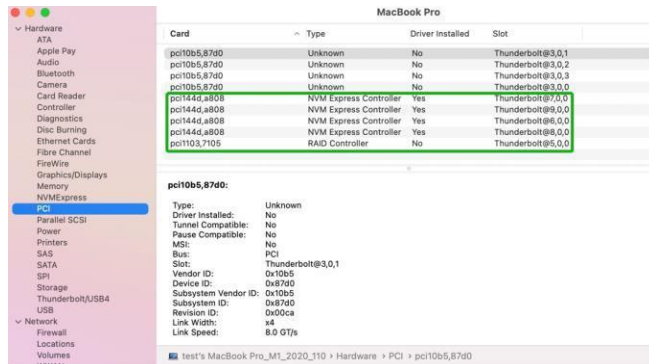 MacBook Pro
Hardware
ATA
Apple Pay
Audio
Bluetooth
Camera
Card Reader
Controller
Diagnostics
Disc Burning
Ethernet Cards
Fibre Channel
FireWire
Graphics/Displays
Memory
NVMExpress
PCI
Parallel SCSI
Power
Printers
SAS
SATA
SPI
Storage
Thunderbolt/USB4
USB
Network
Firewall
Locations
Volumes
Card Type Driver Installed Slot
pci10b5,87d0 Unknown No Thunderbolt@3,0,1
pci10b5,87d0 Unknown No Thunderbolt@3,0,2
pci10b5,87d0 Unknown No Thunderbolt@3,0,3
pci10b5,87d0 Unknown No Thunderbolt@3,0,0
pci144d,a808 NVM Express Controller Yes Thunderbolt@7,0,0
pci144d,a808 NVM Express Controller Yes Thunderbolt@9,0,0
pci144d,a808 NVM Express Controller Yes Thunderbolt@6,0,0
pci144d,a808 NVM Express Controller Yes Thunderbolt@8,0,0
pci1103,7105 RAID Controller No Thunderbolt@5,0,0
pci10b5,87d0:
Type: Unknown
Driver Installed: No
Tunnel Compatible: No
Pause Compatible: No
MSI: No
Bus: PCI
Slot: Thunderbolt@3,0,1
Vendor ID: 0x10b5
Device ID: 0x87d0
Subsystem Vendor ID: 0x10b5
Subsystem ID: 0x87d0
Revision ID: 0x00ca
Link Width: x4
Link Speed: 8.0 GT/s
test's MacBook Pro_M1_2020_110 › Hardware › PCI › pci10b5,87d0